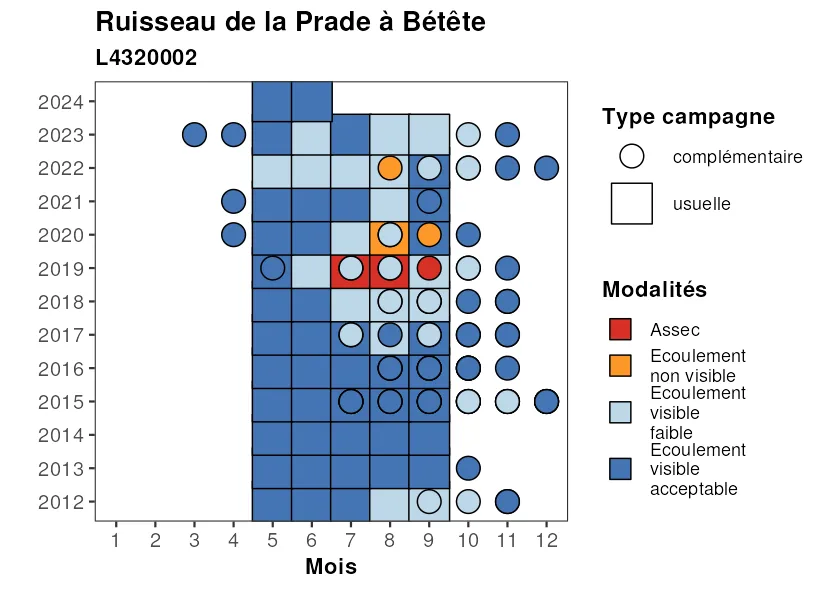 Ruisseau de la Prade à Bétête
L4320002
2024
2023
2022
2021
2020
2019
2018
2017
2016
2015
2014
2013
2012
1 2 3 4 5 6 7 8 9 10 11 12
Mois
Type campagne
complémentaire
usuelle
Modalités
Assec
Ecoulement
non visible
Ecoulement
visible
faible
Ecoulement
visible
acceptable